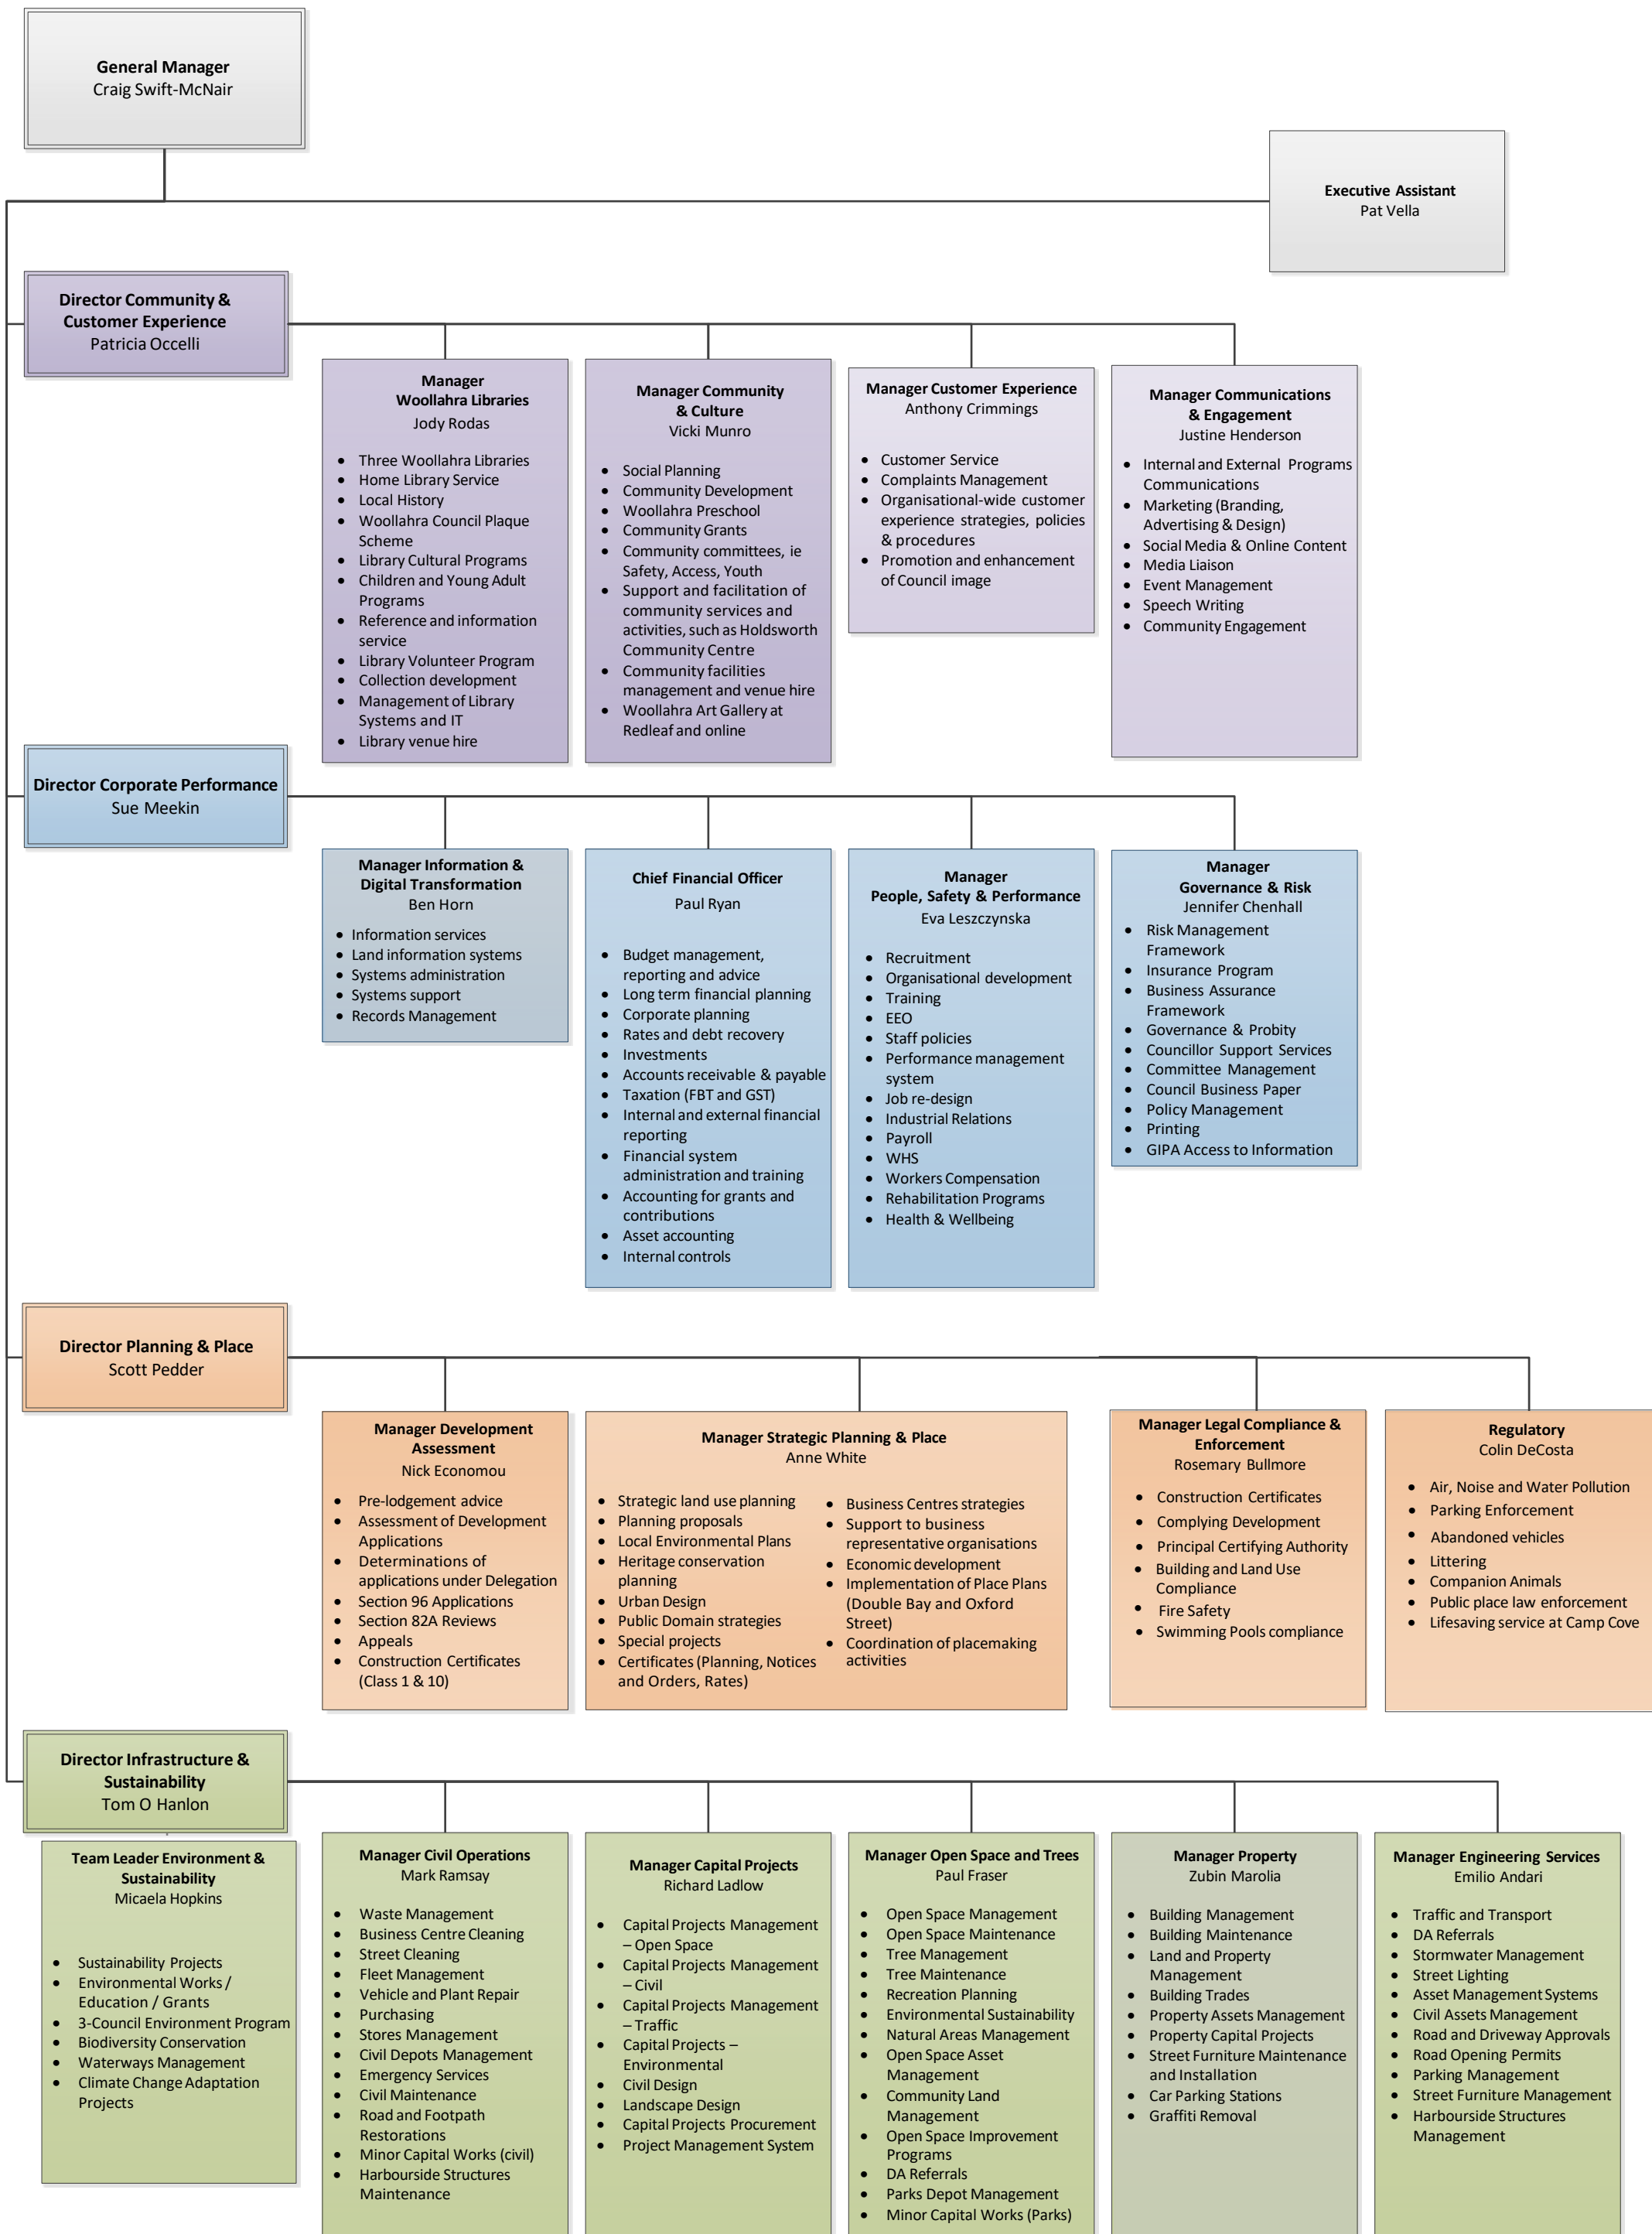 General Manager
Craig Swift-McNair
Executive Assistant
Pat Vella
Director Community &
Customer Experience
Patricia Occelli
Manager
Woollahra Libraries
Jody Rodas
• Three Woollahra Libraries
• Home Library Service
• Local History
• Woollahra Council Plaque
Scheme
• Library Cultural Programs
• Children and Young Adult
Programs
• Reference and information
service
• Library Volunteer Program
• Collection development
• Management of Library
Systems and IT
• Library venue hire
Manager Community
& Culture
Vicki Munro
• Social Planning
• Community Development
• Woollahra Preschool
• Community Grants
• Community committees, ie
Safety, Access, Youth
• Support and facilitation of
community services and
activities, such as Holdsworth
Community Centre
• Community facilities
management and venue hire
• Woollahra Art Gallery at
Redleaf and online
Manager Customer Experience
Anthony Crimmings
• Customer Service
• Complaints Management
• Organisational-wide customer
experience strategies, policies
& procedures
• Promotion and enhancement
of Council image
Manager Communications
& Engagement
Justine Henderson
• Internal and External Programs
Communications
• Marketing (Branding,
Advertising & Design)
• Social Media & Online Content
• Media Liaison
• Event Management
• Speech Writing
• Community Engagement
Director Corporate Performance
Sue Meekin
Manager Information &
Digital Transformation
Ben Horn
• Information services
• Land information systems
• Systems administration
• Systems support
• Records Management
Chief Financial Officer
Paul Ryan
• Budget management,
reporting and advice
• Long term financial planning
• Corporate planning
• Rates and debt recovery
• Investments
• Accounts receivable & payable
• Taxation (FBT and GST)
• Internal and external financial
reporting
• Financial system
administration and training
• Accounting for grants and
contributions
• Asset accounting
• Internal controls
Manager
People, Safety & Performance
Eva Leszczynska
• Recruitment
• Organisational development
• Training
• EEO
• Staff policies
• Performance management
system
• Job re-design
• Industrial Relations
• Payroll
• WHS
• Workers Compensation
• Rehabilitation Programs
• Health & Wellbeing
Manager
Governance & Risk
Jennifer Chenhall
• Risk Management
Framework
• Insurance Program
• Business Assurance
Framework
• Governance & Probity
• Councillor Support Services
• Committee Management
• Council Business Paper
• Policy Management
• Printing
• GIPA Access to Information
Director Planning & Place
Scott Pedder
Manager Development
Assessment
Nick Economou
• Pre-lodgement advice
• Assessment of Development
Applications
• Determinations of
applications under Delegation
• Section 96 Applications
• Section 82A Reviews
• Appeals
• Construction Certificates
(Class 1 & 10)
Manager Strategic Planning & Place
Anne White
• Strategic land use planning
• Planning proposals
• Local Environmental Plans
• Heritage conservation
planning
• Urban Design
• Public Domain strategies
• Special projects
• Certificates (Planning, Notices
and Orders, Rates)
• Business Centres strategies
• Support to business
representative organisations
• Economic development
• Implementation of Place Plans
(Double Bay and Oxford
Street)
• Coordination of placemaking
activities
Manager Legal Compliance &
Enforcement
Rosemary Bullmore
• Construction Certificates
• Complying Development
• Principal Certifying Authority
• Building and Land Use
Compliance
• Fire Safety
• Swimming Pools compliance
Regulatory
Colin DeCosta
• Air, Noise and Water Pollution
• Parking Enforcement
• Abandoned vehicles
• Littering
• Companion Animals
• Public place law enforcement
• Lifesaving service at Camp Cove
Director Infrastructure &
Sustainability
Tom O Hanlon
Team Leader Environment &
Sustainability
Micaela Hopkins
• Sustainability Projects
• Environmental Works /
Education / Grants
• 3-Council Environment Program
• Biodiversity Conservation
• Waterways Management
• Climate Change Adaptation
Projects
Manager Civil Operations
Mark Ramsay
• Waste Management
• Business Centre Cleaning
• Street Cleaning
• Fleet Management
• Vehicle and Plant Repair
• Purchasing
• Stores Management
• Civil Depots Management
• Emergency Services
• Civil Maintenance
• Road and Footpath
Restorations
• Minor Capital Works (civil)
• Harbourside Structures
Maintenance
Manager Capital Projects
Richard Ladlow
• Capital Projects Management
– Open Space
• Capital Projects Management
– Civil
• Capital Projects Management
– Traffic
• Capital Projects –
Environmental
• Civil Design
• Landscape Design
• Capital Projects Procurement
• Project Management System
Manager Open Space and Trees
Paul Fraser
• Open Space Management
• Open Space Maintenance
• Tree Management
• Tree Maintenance
• Recreation Planning
• Environmental Sustainability
• Natural Areas Management
• Open Space Asset
Management
• Community Land
Management
• Open Space Improvement
Programs
• DA Referrals
• Parks Depot Management
• Minor Capital Works (Parks)
Manager Property
Zubin Marolia
• Building Management
• Building Maintenance
• Land and Property
Management
• Building Trades
• Property Assets Management
• Property Capital Projects
• Street Furniture Maintenance
and Installation
• Car Parking Stations
• Graffiti Removal
Manager Engineering Services
Emilio Andari
• Traffic and Transport
• DA Referrals
• Stormwater Management
• Street Lighting
• Asset Management Systems
• Civil Assets Management
• Road and Driveway Approvals
• Road Opening Permits
• Parking Management
• Street Furniture Management
• Harbourside Structures
Management